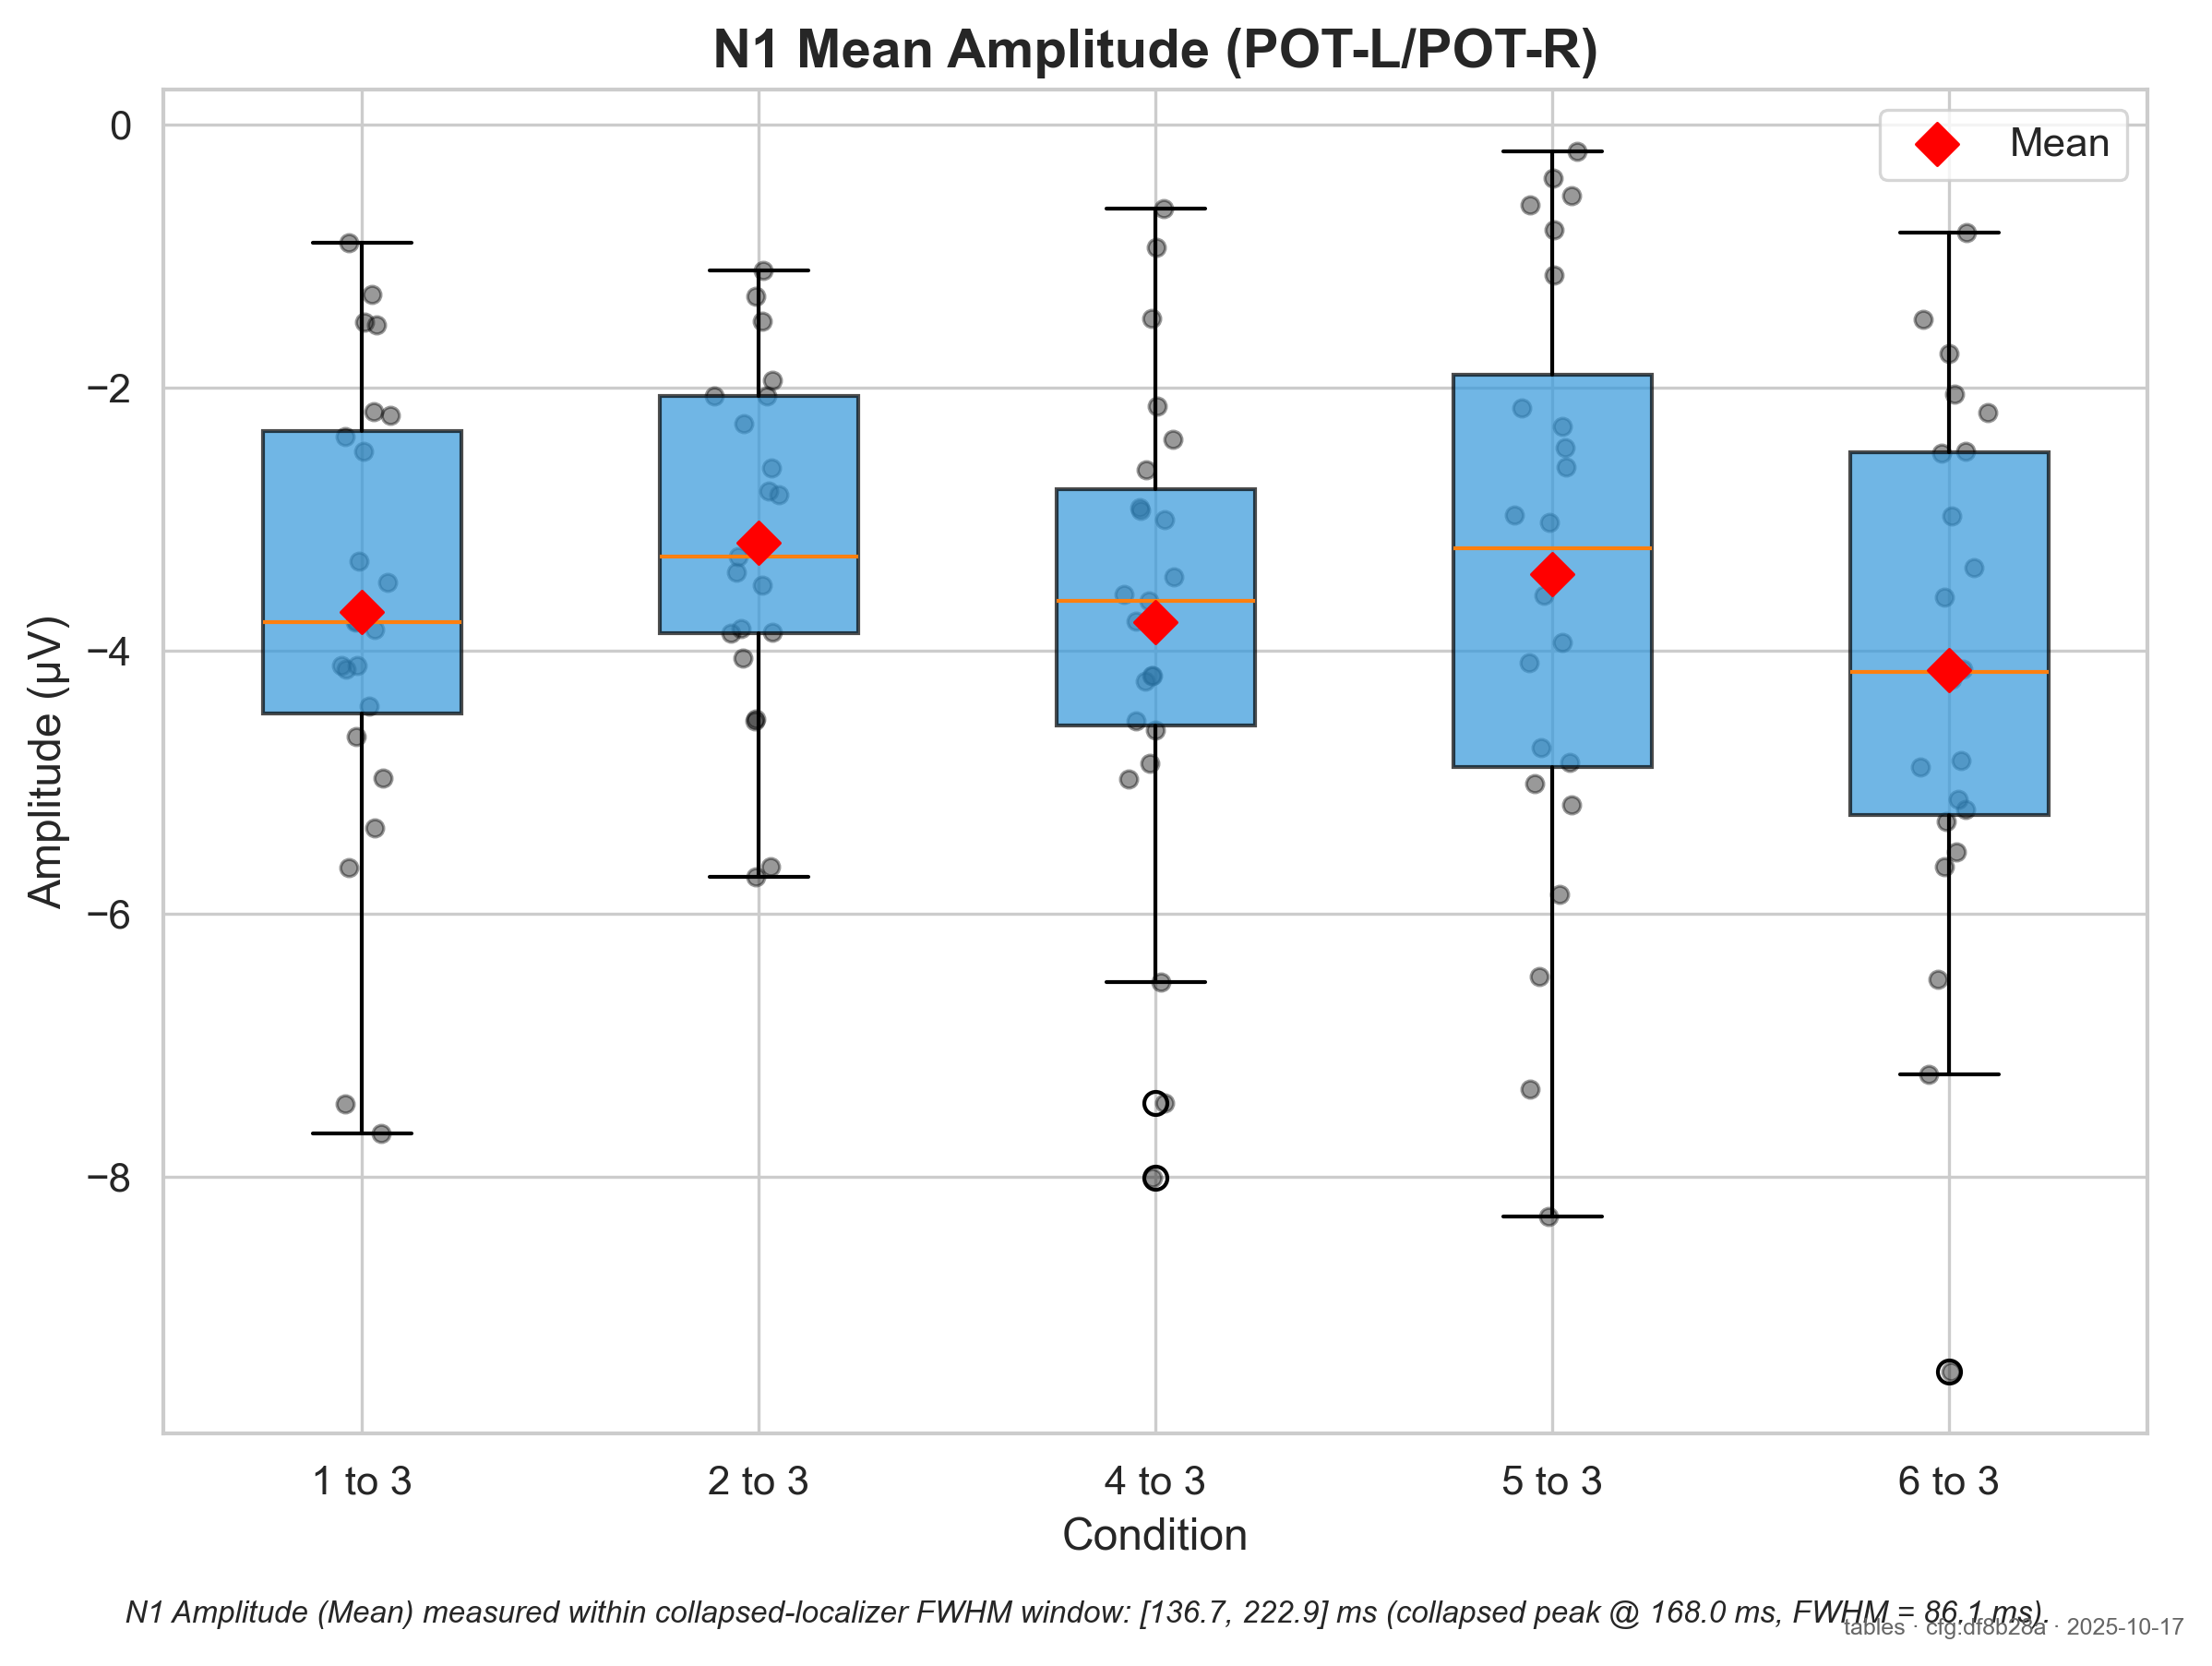 N1 Mean Amplitude (POT-L/POT-R)
Mean
0
−2
−4
−6
−8
Amplitude (µV)
1 to 3
2 to 3
4 to 3
5 to 3
6 to 3
Condition
N1 Amplitude (Mean) measured within collapsed-localizer FWHM window: [136.7, 222.9] ms (collapsed peak @ 168.0 ms, FWHM = 86.1 ms).
tables · cfg:df8b28a · 2025-10-17